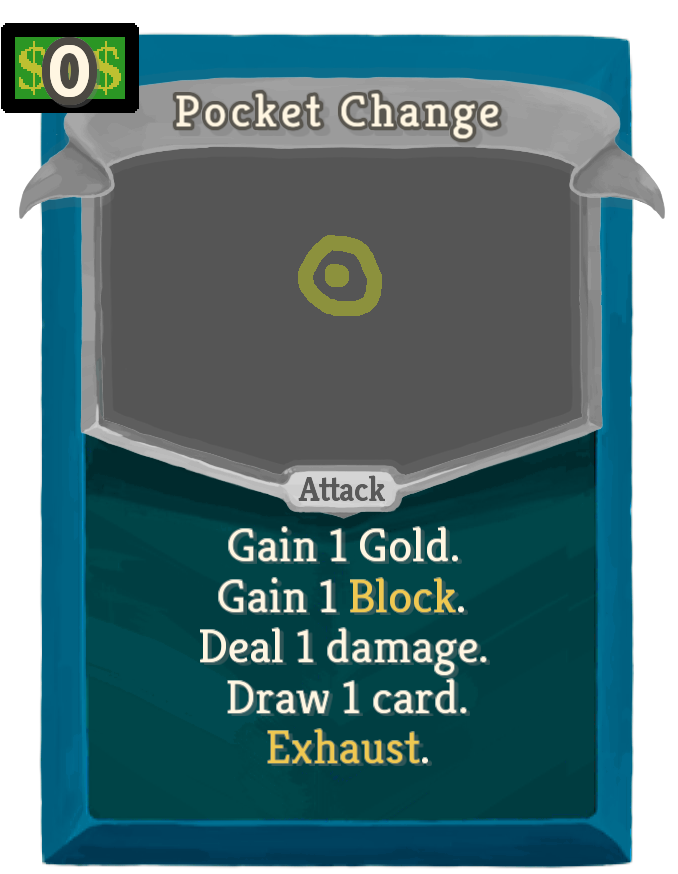 $0$
Pocket Change
Attack
Gain 1 Gold.
Gain 1 Block.
Deal 1 damage.
Draw 1 card.
Exhaust.